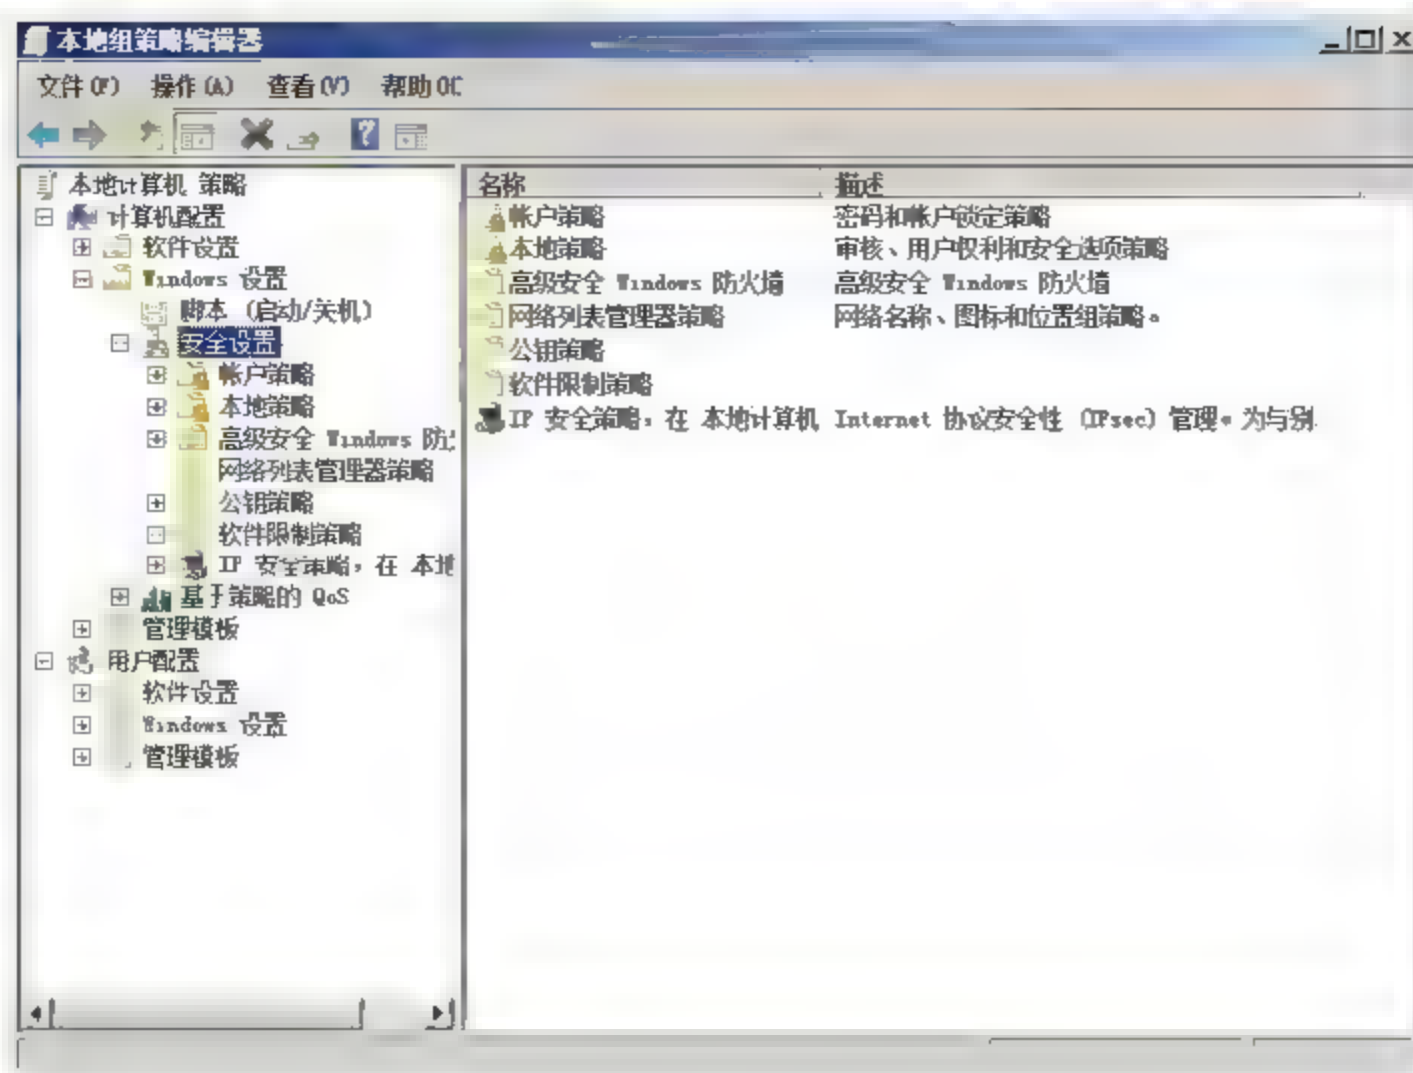 本地组策略编辑器
文件(F) 操作(A) 查看(V) 帮助(H)
本地计算机 策略
计算机配置
软件设置
Windows 设置
脚本 (启动/关机)
安全设置
帐户策略
本地策略
高级安全 Windows 防火
网络列表管理器策略
公钥策略
软件限制策略
IP 安全策略，在 本地
基于策略的 QoS
管理模板
用户配置
软件设置
Windows 设置
管理模板
名称 描述
帐户策略 密码和帐户锁定策略
本地策略 审核、用户权利和安全选项策略
高级安全 Windows 防火墙 高级安全 Windows 防火墙
网络列表管理器策略 网络名称、图标和位置组策略。
公钥策略
软件限制策略
IP 安全策略，在 本地计算机 Internet 协议安全性 (IPsec) 管理。为与别